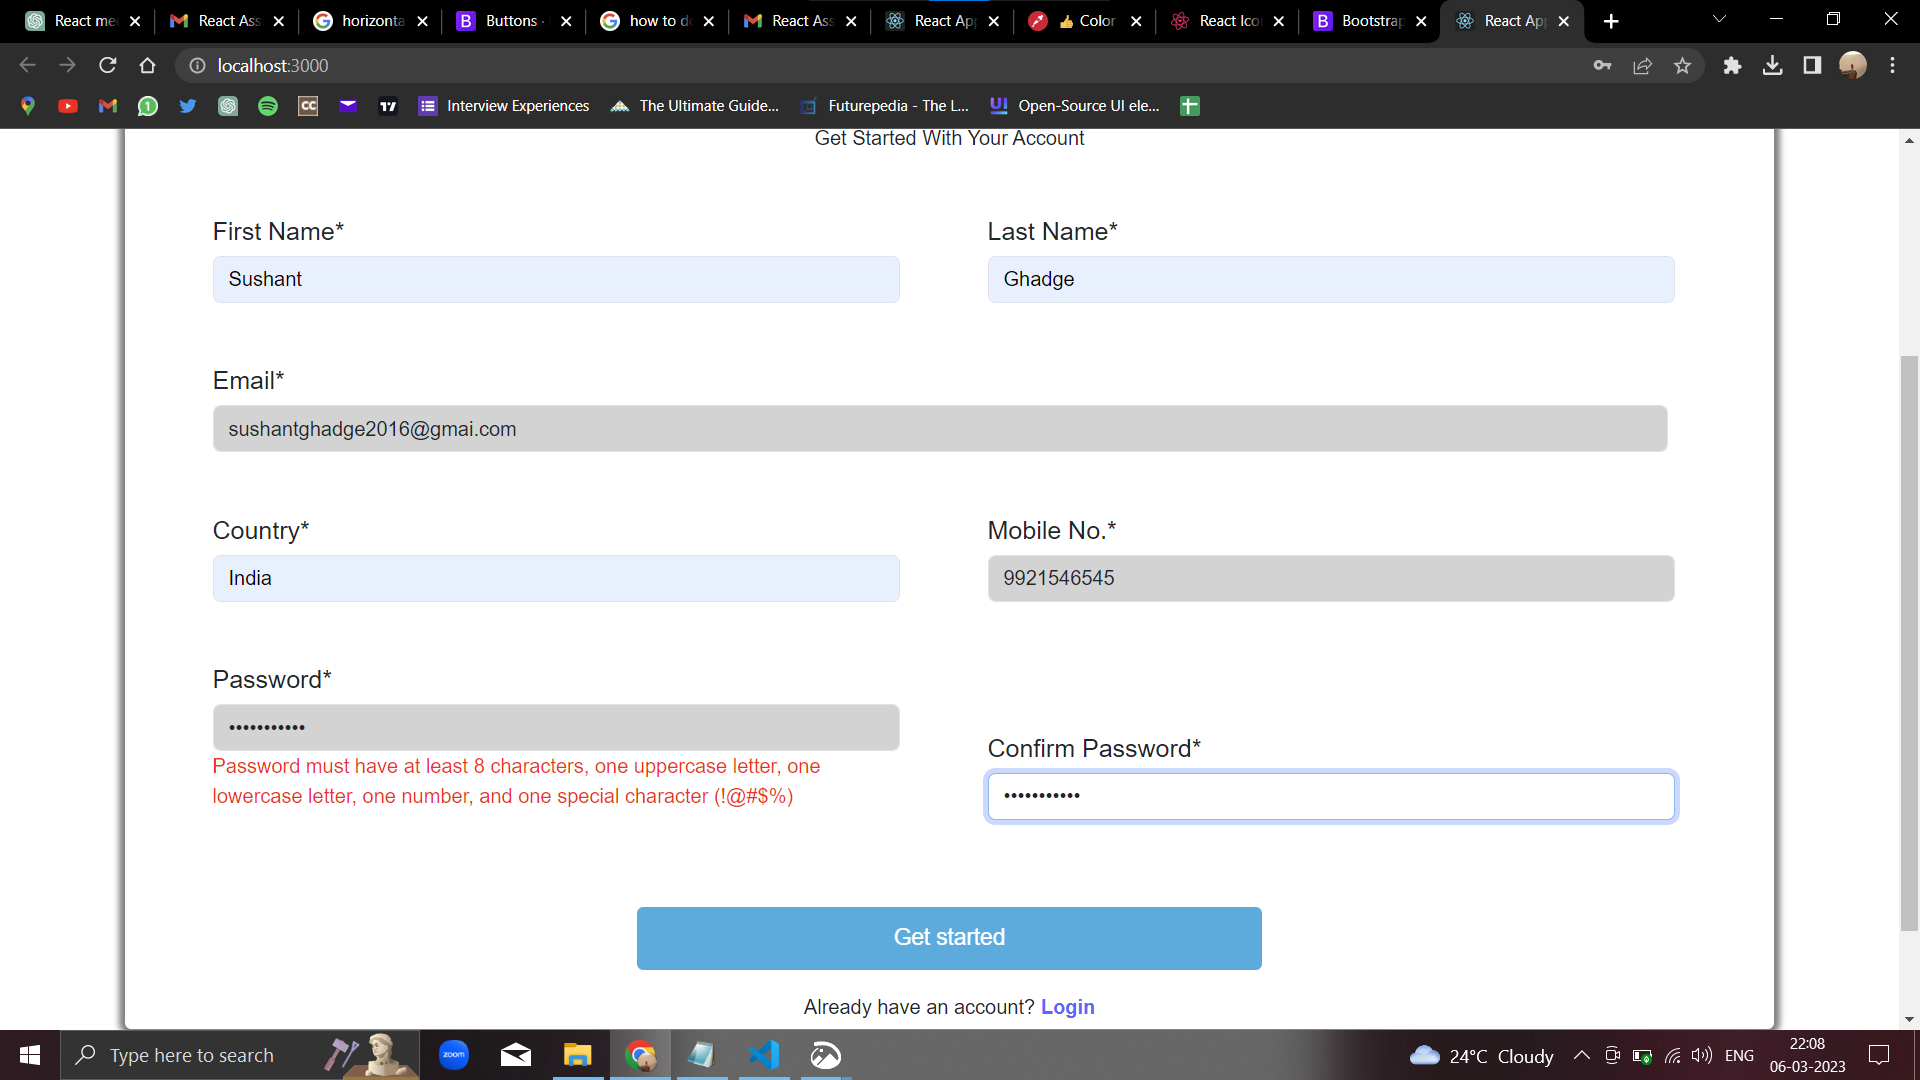 React me
React Ass
horizonta
Buttons ·
how to de
React Ass
React App
👍 Color
React Ico
Bootstrap
React App
localhost:3000
Interview Experiences
The Ultimate Guide...
Futurepedia - The L...
Open-Source UI ele...
Get Started With Your Account
First Name*
Last Name*
Sushant
Ghadge
Email*
sushantghadge2016@gmai.com
Country*
Mobile No.*
India
9921546545
Password*
•••••••••••
Password must have at least 8 characters, one uppercase letter, one
lowercase letter, one number, and one special character (!@#$%)
Confirm Password*
•••••••••••
Get started
Already have an account? Login
Type here to search
zoom
24°C Cloudy
ENG
22:08
06-03-2023